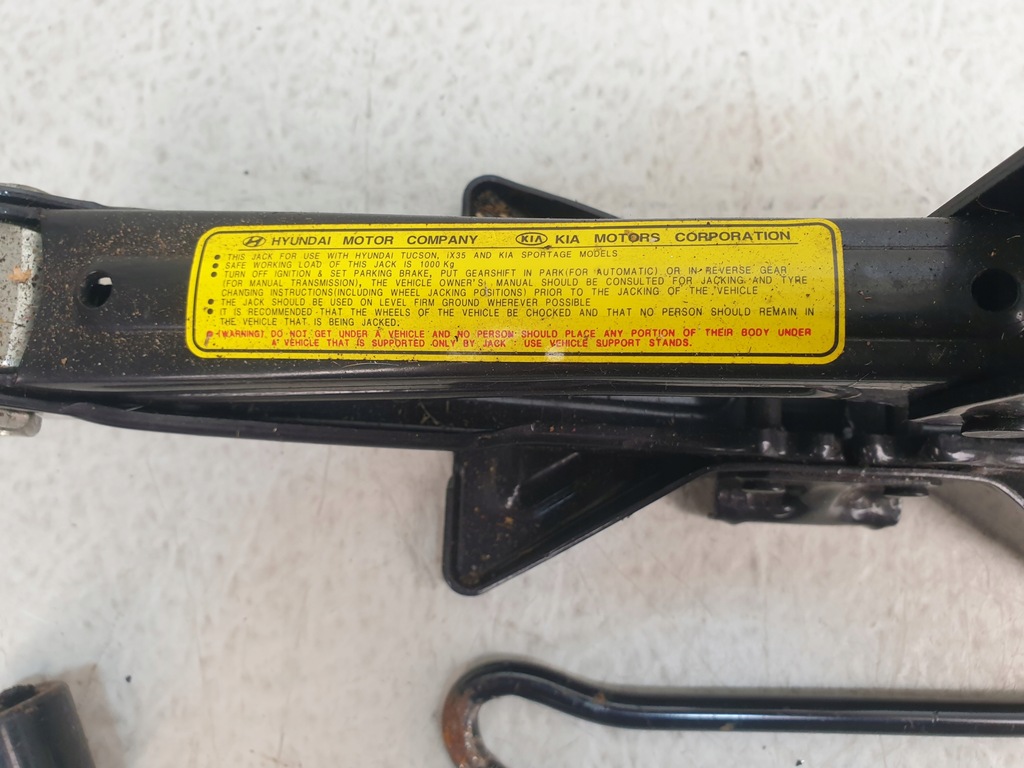 HYUNDAI MOTOR COMPANY KIA KIA MOTORS CORPORATION
• THIS JACK FOR USE WITH HYUNDAI TUCSON, iX35 AND KIA SPORTAGE MODELS
• SAFE WORKING LOAD OF THIS JACK IS 1000 Kg
• TURN OFF IGNITION & SET PARKING BRAKE, PUT GEARSHIFT IN PARK(FOR AUTOMATIC) OR IN REVERSE GEAR
(FOR MANUAL TRANSMISSION), THE VEHICLE OWNER'S MANUAL SHOULD BE CONSULTED FOR JACKING AND TYRE
CHANGING INSTRUCTIONS(INCLUDING WHEEL JACKING POSITIONS) PRIOR TO THE JACKING OF THE VEHICLE
• THE JACK SHOULD BE USED ON LEVEL FIRM GROUND WHEREVER POSSIBLE
• IT IS RECOMMENDED THAT THE WHEELS OF THE VEHICLE BE CHOCKED AND THAT NO PERSON SHOULD REMAIN IN
THE VEHICLE THAT IS BEING JACKED.
• WARNING! DO NOT GET UNDER A VEHICLE AND NO PERSON SHOULD PLACE ANY PORTION OF THEIR BODY UNDER
A VEHICLE THAT IS SUPPORTED ONLY BY JACK - USE VEHICLE SUPPORT STANDS.